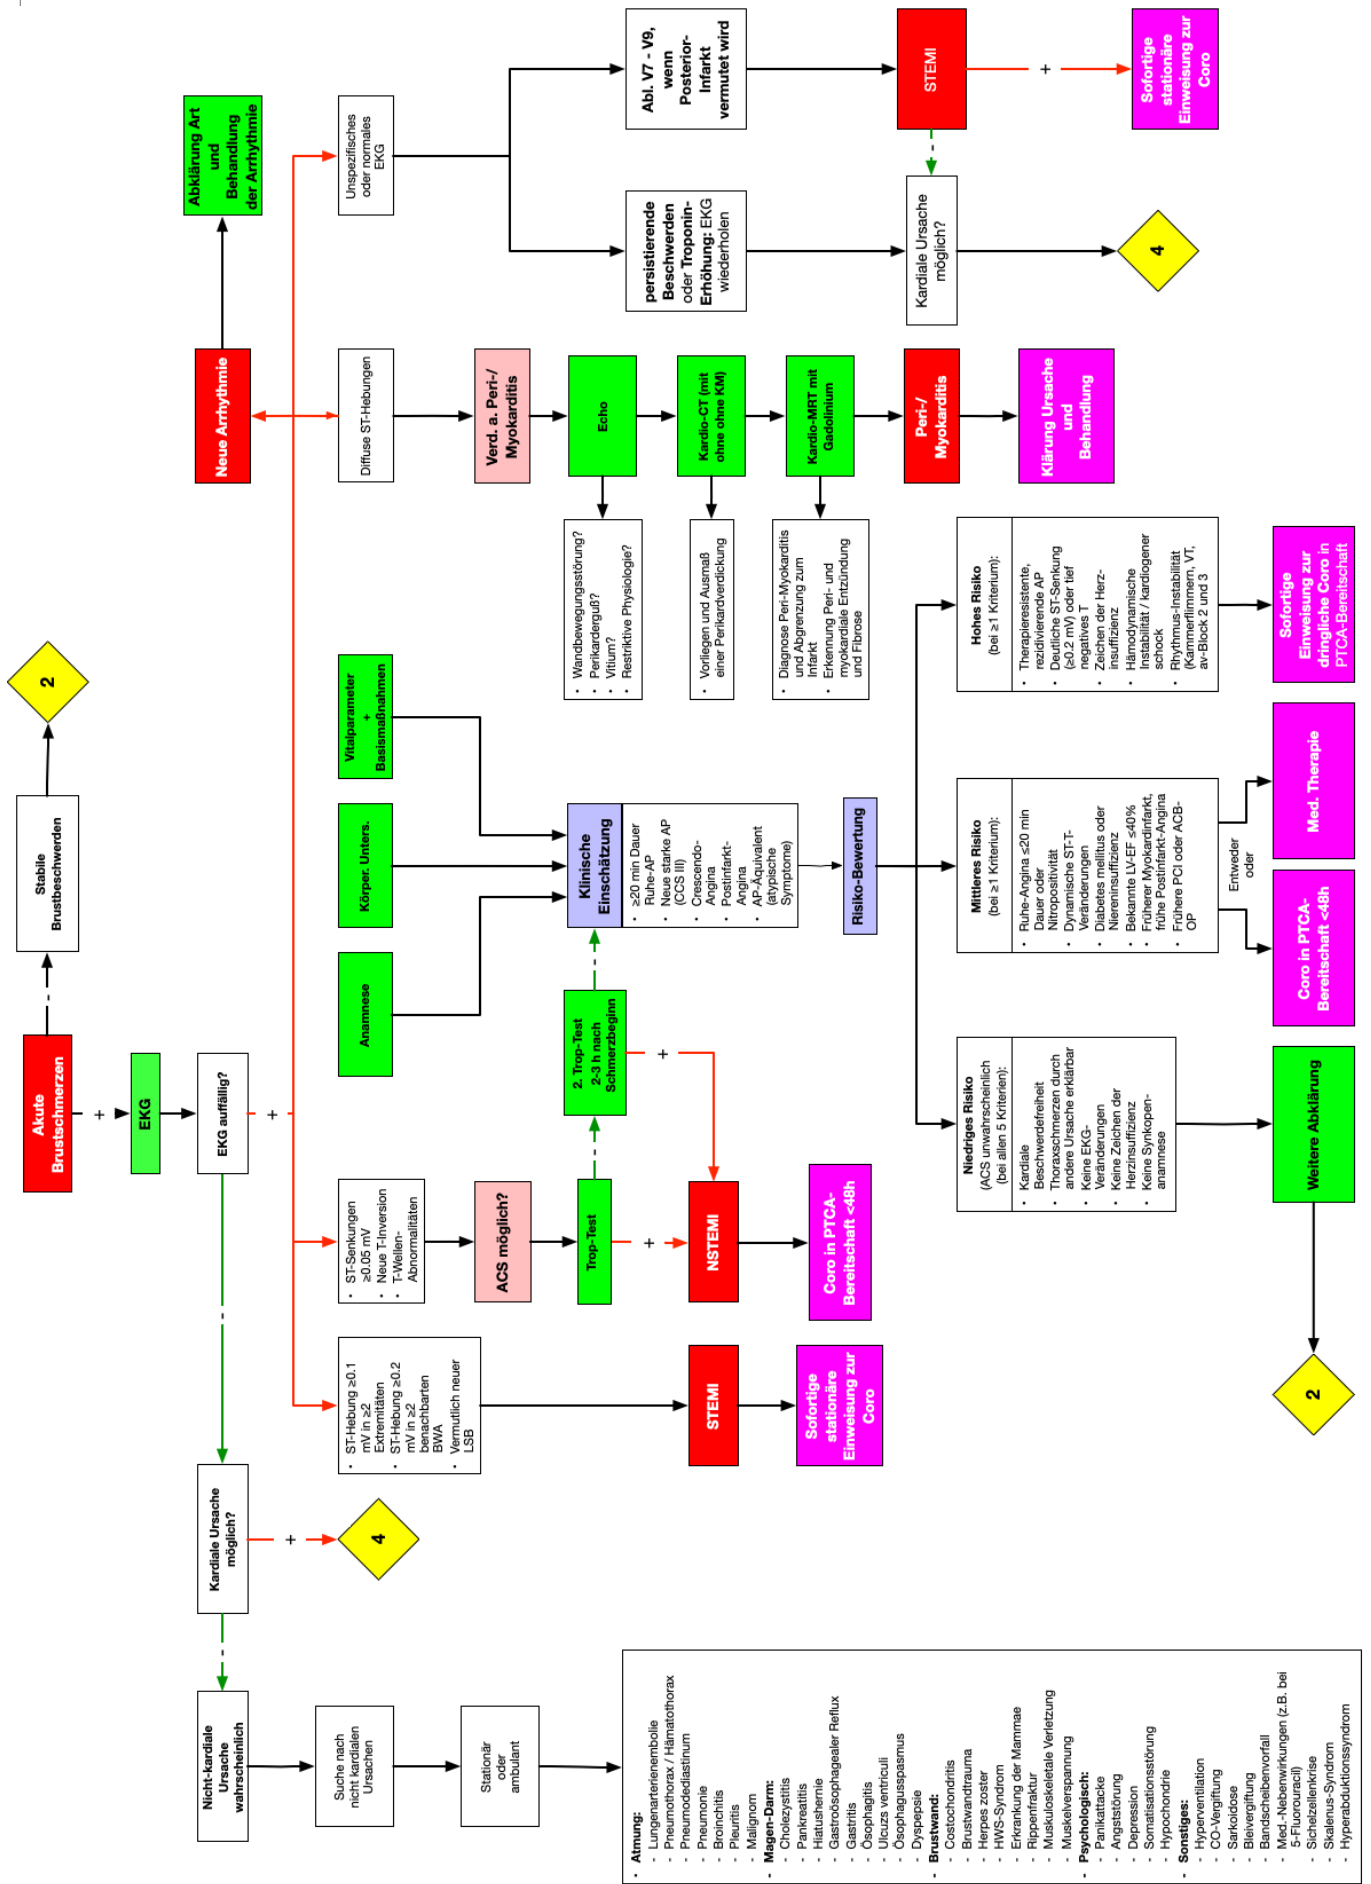 Akute
Brustschmerzen
-
Stabile
Brustbeschwerden
2
+
EKG
EKG auffällig?
-
Kardiale Ursache
möglich?
-
Nicht-kardiale
Ursache
wahrscheinlich
Suche nach
nicht kardialen
Ursachen
Stationär
oder
ambulant
• Atmung:
- Lungenarterienembolie
- Pneumothorax / Hämatothorax
- Pneumodediastinum
- Pneumonie
- Broinchitis
- Pleuritis
- Malignom
- Magen-Darm:
- Cholezystitis
- Pankreatitis
- Hiatushernie
- Gastroösophagealer Reflux
- Gastritis
- Ösophagitis
- Ulcuzs ventriculi
- Ösophagusspasmus
- Dyspepsie
- Brustwand:
- Costochondritis
- Brustwandtrauma
- Herpes zoster
- HWS-Syndrom
- Erkrankung der Mammae
- Rippenfraktur
- Muskuloskeletale Verletzung
- Muskelverspannung
- Psychologisch:
- Panikattacke
- Angststörung
- Depression
- Somatisationsstörung
- Hypochondrie
- Sonstiges:
- Hyperventilation
- CO-Vergiftung
- Sarkoidose
- Bleivergiftung
- Bandscheibenvorfall
- Med.-Nebenwirkungen (z.B. bei
5-Fluorouracil)
- Sichelzellenkrise
- Skalenus-Syndrom
- Hyperabduktionssyndrom
+
4
+
• ST-Hebung ≥0.1
mV in ≥2
Extremitäten
• ST-Hebung ≥0.2
mV in ≥2
benachbarten
BWA
• Vermutlich neuer
LSB
STEMI
Sofortige
stationäre
Einweisung zur
Coro
• ST-Senkungen
≥0.05 mV
• Neue T-Inversion
• T-Wellen-
Abnormalitäten
ACS möglich?
Trop-Test
-
2. Trop-Test
2-3 h nach
Schmerzbeginn
-
+
+
NSTEMI
Coro in PTCA-
Bereitschaft <48h
Anamnese
Körper. Unters.
Vitalparameter
+
Basismaßnahmen
Klinische
Einschätzung
• ≥20 min Dauer
Ruhe-AP
• Neue starke AP
(CCS III)
• Crescendo-
Angina
• Postinfarkt-
Angina
• AP-Äquivalent
(atypische
Symptome)
Risiko-Bewertung
Niedriges Risiko
(ACS unwahrscheinlich
(bei allen 5 Kriterien):
• Kardiale
Beschwerdefreiheit
• Thoraxschmerzen durch
andere Ursache erklärbar
• Keine EKG-
Veränderungen
• Keine Zeichen der
Herzinsuffizienz
• Keine Synkopen-
anamnese
Weitere Abklärung
2
Mittleres Risiko
(bei ≥1 Kriterium):
• Ruhe-Angina ≤20 min
Dauer oder
Nitropositivität
• Dynamische ST-T-
Veränderungen
• Diabetes mellitus oder
Niereninsuffizienz
• Bekannte LV-EF ≤40%
• Früherer Myokardinfarkt,
frühe Postinfarkt-Angina
• Frühere PCI oder ACB-
OP
Entweder
oder
Coro in PTCA-
Bereitschaft <48h
Med. Therapie
Hohes Risiko
(bei ≥1 Kriterium):
• Therapieresistente,
rezidivierende AP
• Deutliche ST-Senkung
(≥0.2 mV) oder tief
negatives T
• Zeichen der Herz-
insuffizienz
• Hämodynamische
Instabilität / kardiogener
schock
• Rhythmus-Instabilität
(Kammerflimmern, VT,
av-Block 2 und 3
Sofortige
Einweisung zur
dringliche Coro in
PTCA-Bereitschaft
Neue Arrhythmie
Abklärung Art
und
Behandlung
der Arrhythmie
Diffuse ST-Hebungen
Verd. a. Peri-/
Myokarditis
Echo
• Wandbewegungsstörung?
• Perikarderguß?
• Vitium?
• Restriktive Physiologie?
Kardio-CT (mit
ohne ohne KM)
• Vorliegen und Ausmaß
einer Perikardverdickung
Kardio-MRT mit
Gadolinium
• Diagnose Peri-Myokarditis
und Abgrenzung zum
Infarkt
• Erkennung Peri- und
myokardiale Entzündung
und Fibrose
Peri-/
Myokarditis
Klärung Ursache
und
Behandlung
Unspezifisches
oder normales
EKG
persistierende
Beschwerden
oder Troponin-
Erhöhung: EKG
wiederholen
Abl. V7 - V9,
wenn
Posterior-
Infarkt
vermutet wird
STEMI
-
Kardiale Ursache
möglich?
4
+
Sofortige
stationäre
Einweisung zur
Coro